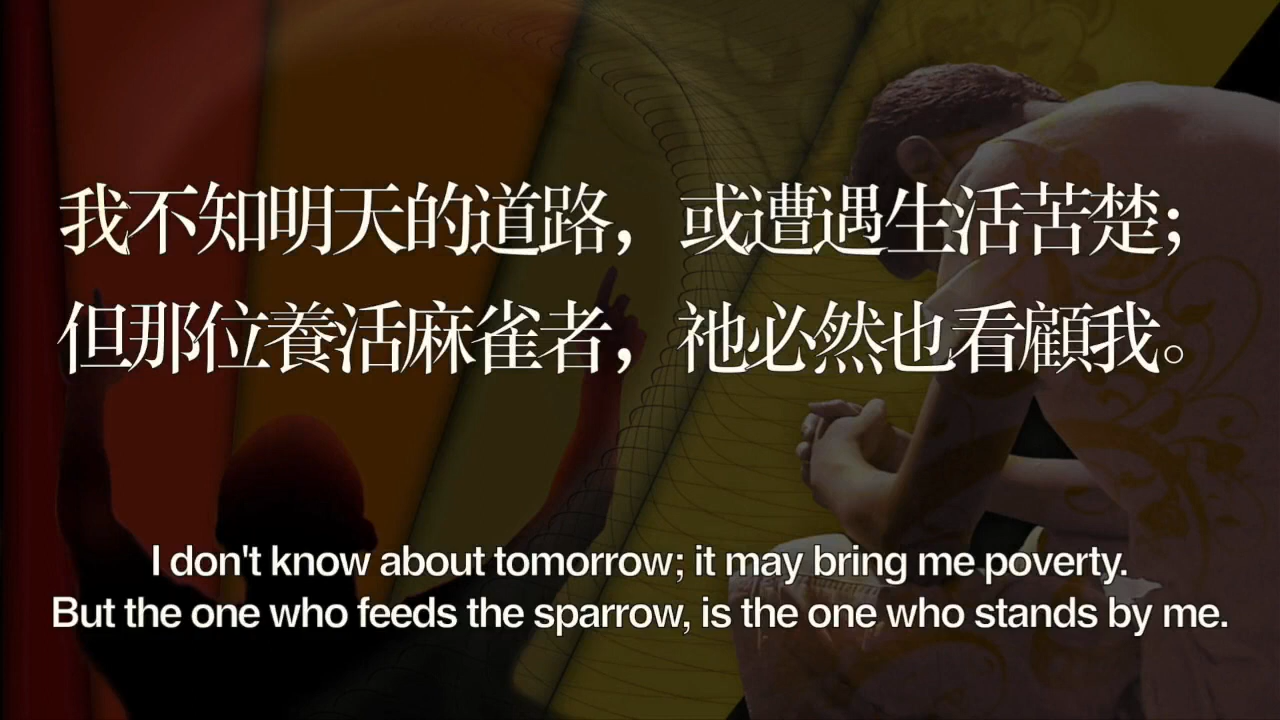 我不知明天的道路，或遭遇生活苦楚；
但那位養活麻雀者，祂必然也看顧我。
I don't know about tomorrow; it may bring me poverty.
But the one who feeds the sparrow, is the one who stands by me.